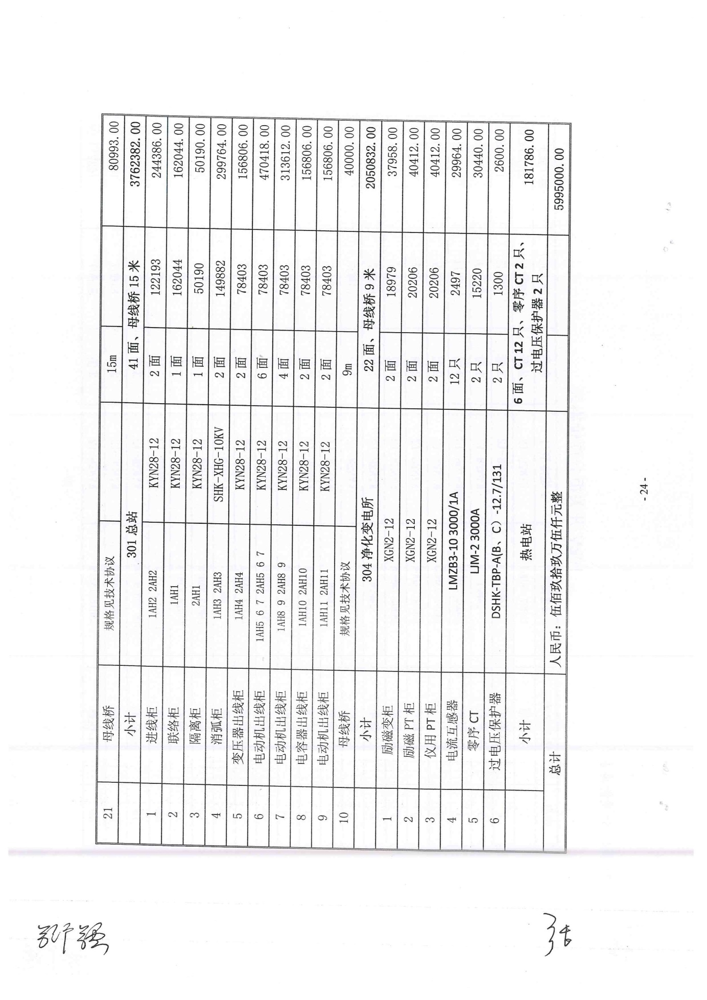 21 母线桥 规格见技术协议 15m 80993.00
小计 301 总站 41 面、母线桥 15 米 3762382.00
1 进线柜 1AH2 2AH2 KYN28-12 2 面 122193 244386.00
2 联络柜 1AH1 KYN28-12 1 面 162044 162044.00
3 隔离柜 2AH1 KYN28-12 1 面 50190 50190.00
4 消弧柜 1AH3 2AH3 SHK-XHG-10KV 2 面 149882 299764.00
5 变压器出线柜 1AH4 2AH4 KYN28-12 2 面 78403 156806.00
6 电动机出线柜 1AH5 6 7 2AH5 6 7 KYN28-12 6 面 78403 470418.00
7 电动机出线柜 1AH8 9 2AH8 9 KYN28-12 4 面 78403 313612.00
8 电容器出线柜 1AH10 2AH10 KYN28-12 2 面 78403 156806.00
9 电动机出线柜 1AH11 2AH11 KYN28-12 2 面 78403 156806.00
10 母线桥 规格见技术协议 9m 40000.00
小计 304 净化变电所 22 面、母线桥 9 米 2050832.00
1 励磁变柜 XGN2-12 2 面 18979 37958.00
2 励磁 PT 柜 XGN2-12 2 面 20206 40412.00
3 仪用 PT 柜 XGN2-12 2 面 20206 40412.00
4 电流互感器 LMZB3-10 3000/1A 12 只 2497 29964.00
5 零序 CT LJM-2 3000A 2 只 15220 30440.00
6 过电压保护器 DSHK-TBP-A(B、C）-12.7/131 2 只 1300 2600.00
小计 热电站 6 面、CT 12 只、零序 CT 2 只、
过电压保护器 2 只 181786.00
总计 人民币：伍佰玖拾玖万伍仟元整 5995000.00
- 24 -